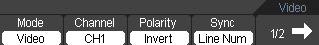 Video
Mode Channel Polarity Sync
Video CH1 Invert Line Num 1/2